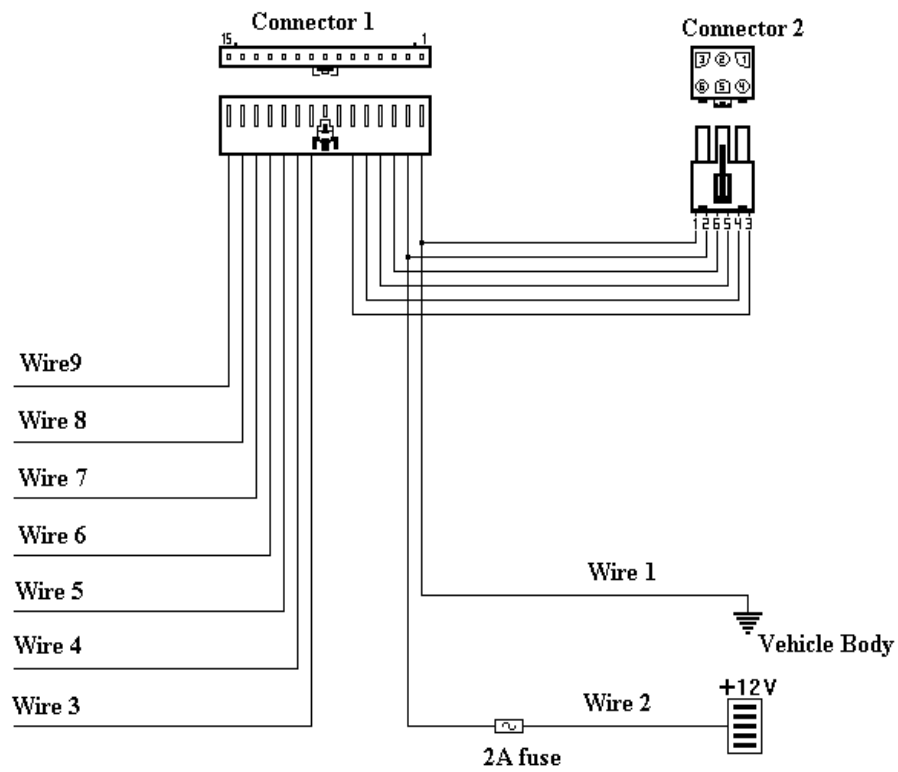 Connector 1
Connector 2
15 1
3 2 1
6 5 4
1 2 6 5 4 3
Wire9
Wire 8
Wire 7
Wire 6
Wire 5
Wire 4
Wire 3
Wire 1
Vehicle Body
+12V
Wire 2
2A fuse